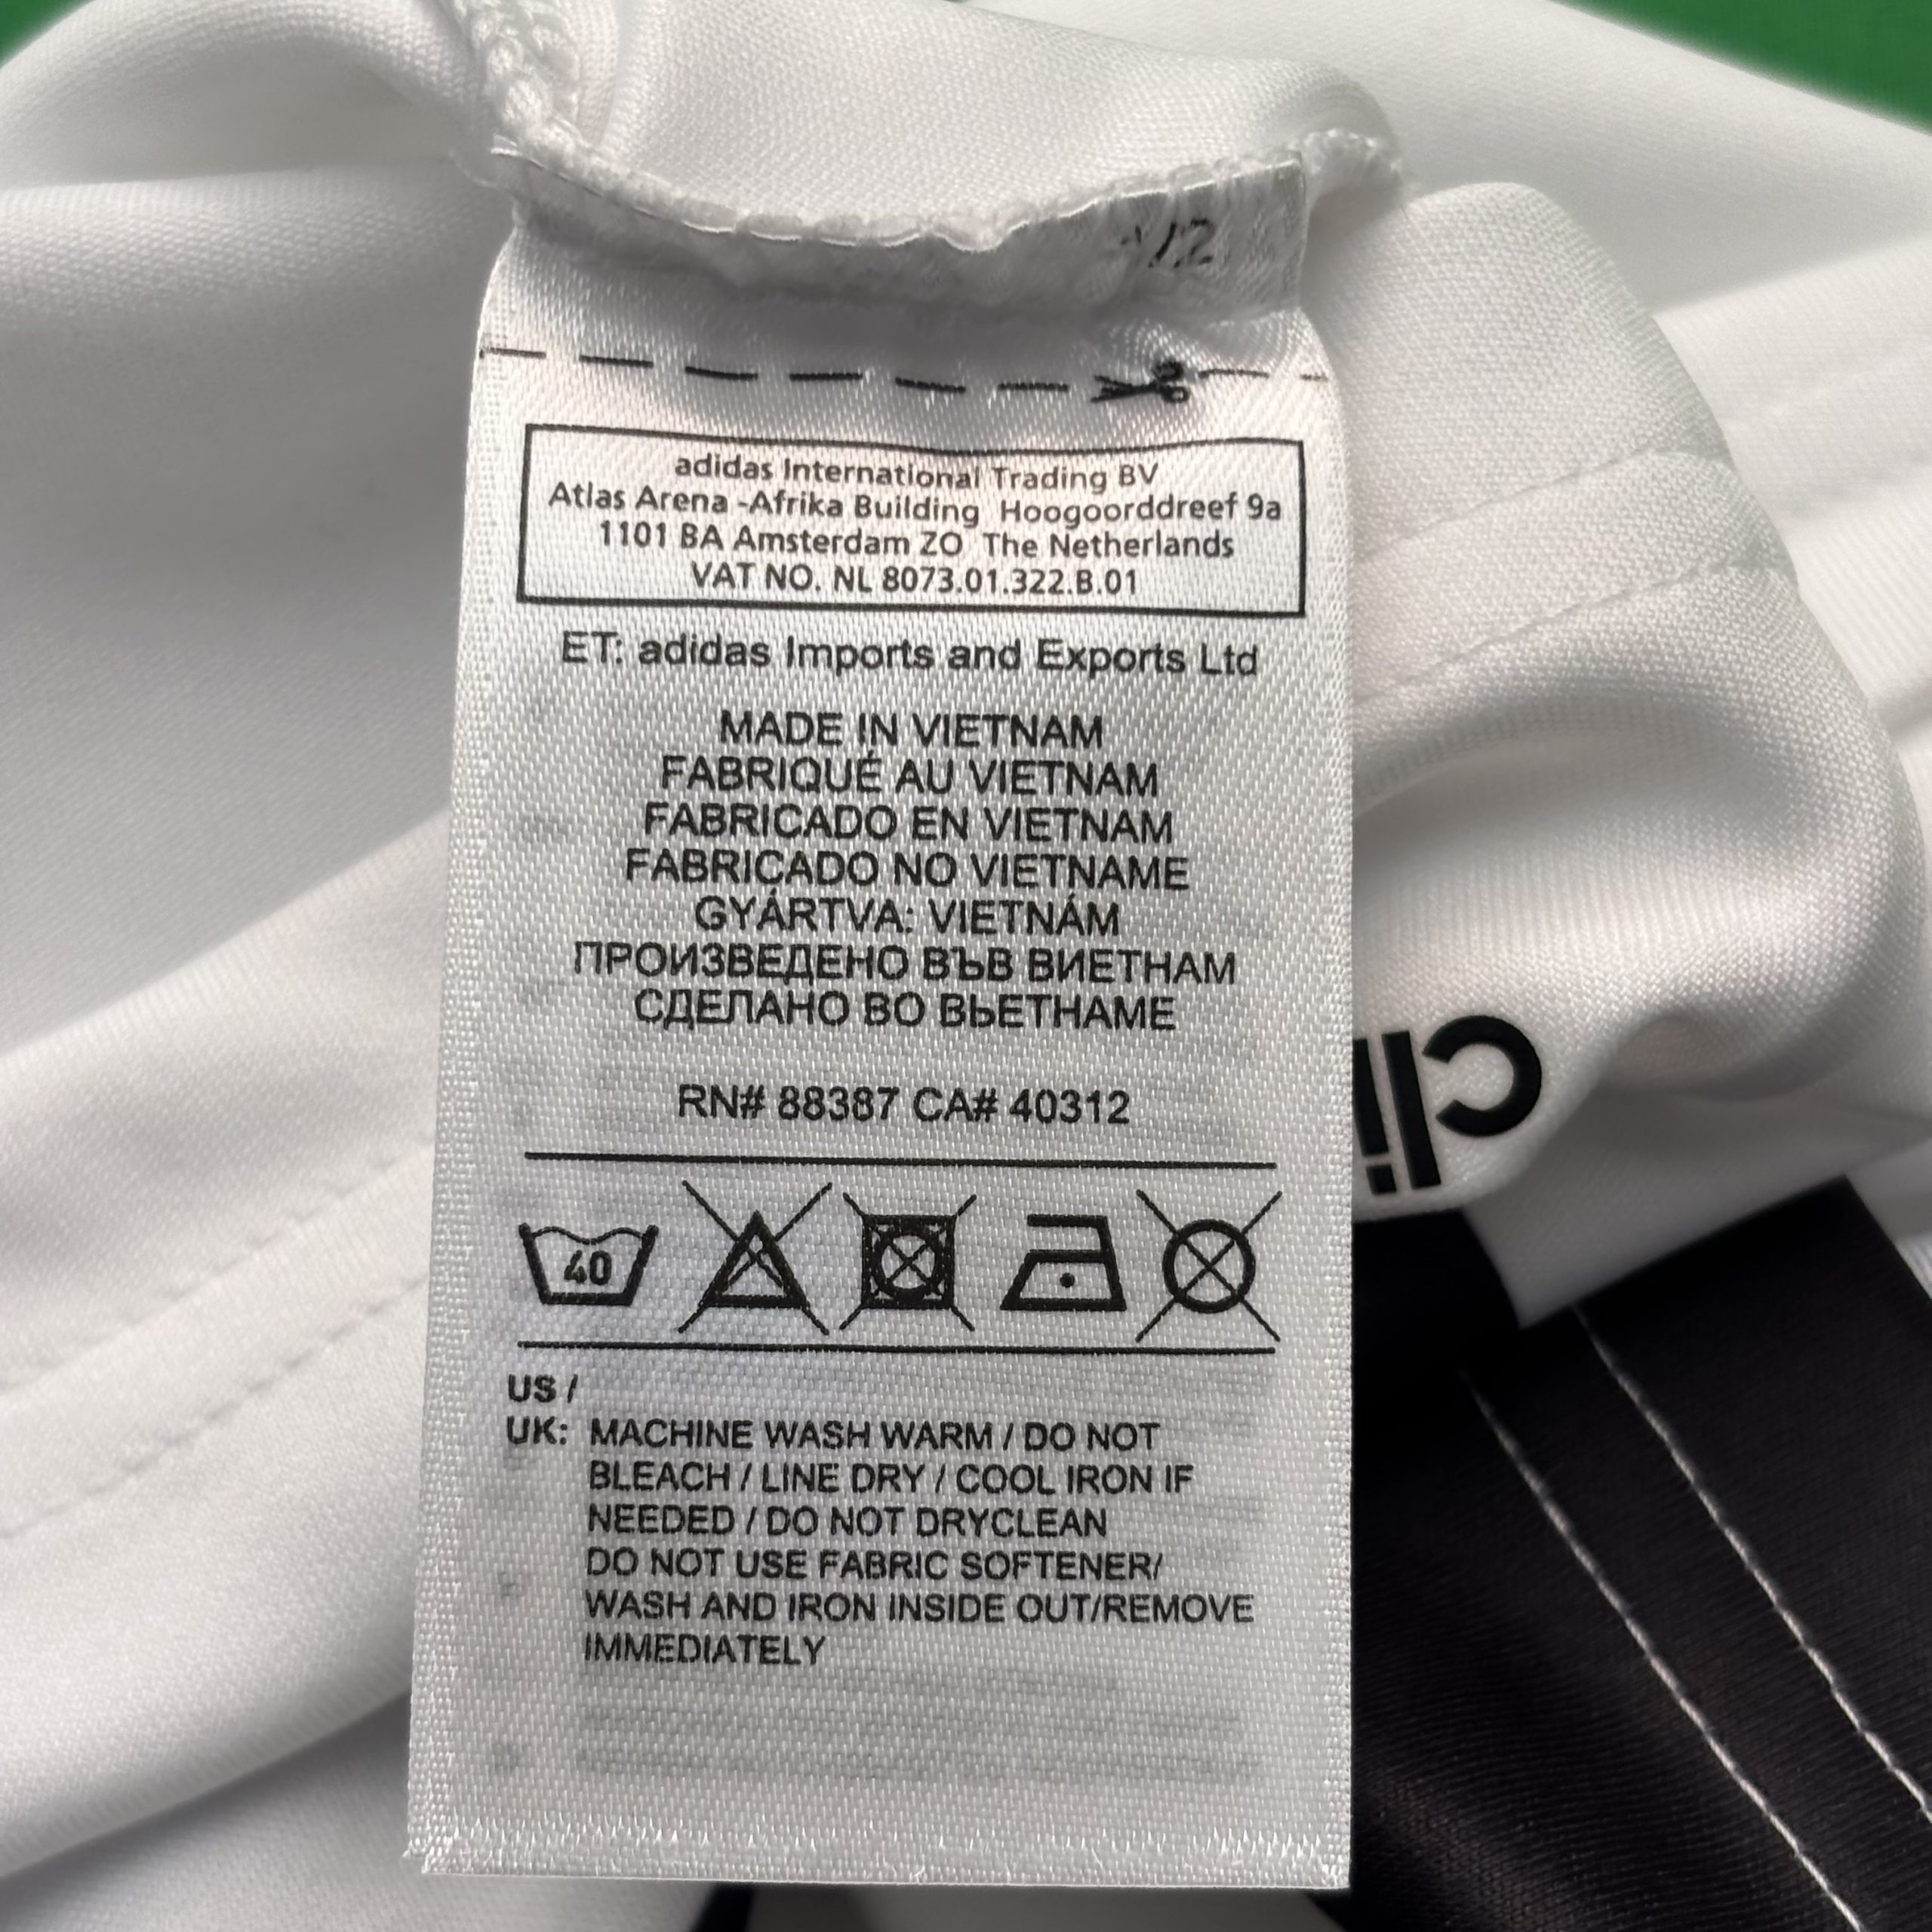 12
adidas International Trading BV
Atlas Arena -Afrika Building Hoogoorddreef 9a
1101 BA Amsterdam ZO The Netherlands
VAT NO. NL 8073.01.322.B.01
ET: adidas Imports and Exports Ltd
MADE IN VIETNAM
FABRIQUÉ AU VIETNAM
FABRICADO EN VIETNAM
FABRICADO NO VIETNAME
GYÁRTVA: VIETNÁM
ПРОИЗВЕДЕНО ВЪВ ВИЕТНАМ
СДЕЛАНО ВО ВЬЕТНАМЕ
RN# 88387 CA# 40312
40
US /
UK: MACHINE WASH WARM / DO NOT
BLEACH / LINE DRY / COOL IRON IF
NEEDED / DO NOT DRYCLEAN
DO NOT USE FABRIC SOFTENER/
WASH AND IRON INSIDE OUT/REMOVE
IMMEDIATELY
cli